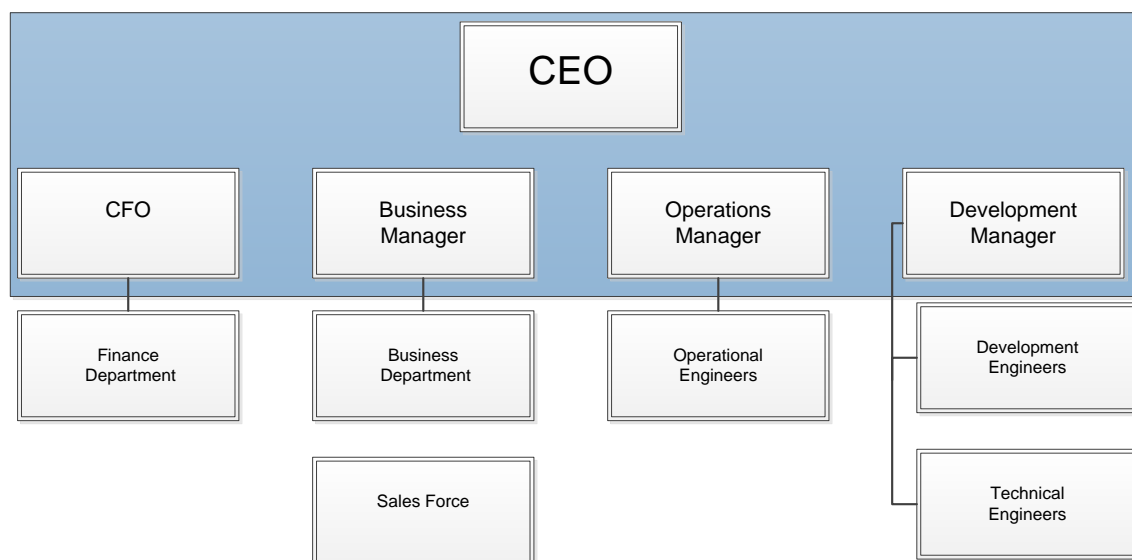 CEO
CFO
Business
Manager
Operations
Manager
Development
Manager
Finance
Department
Business
Department
Operational
Engineers
Development
Engineers
Sales Force
Technical
Engineers